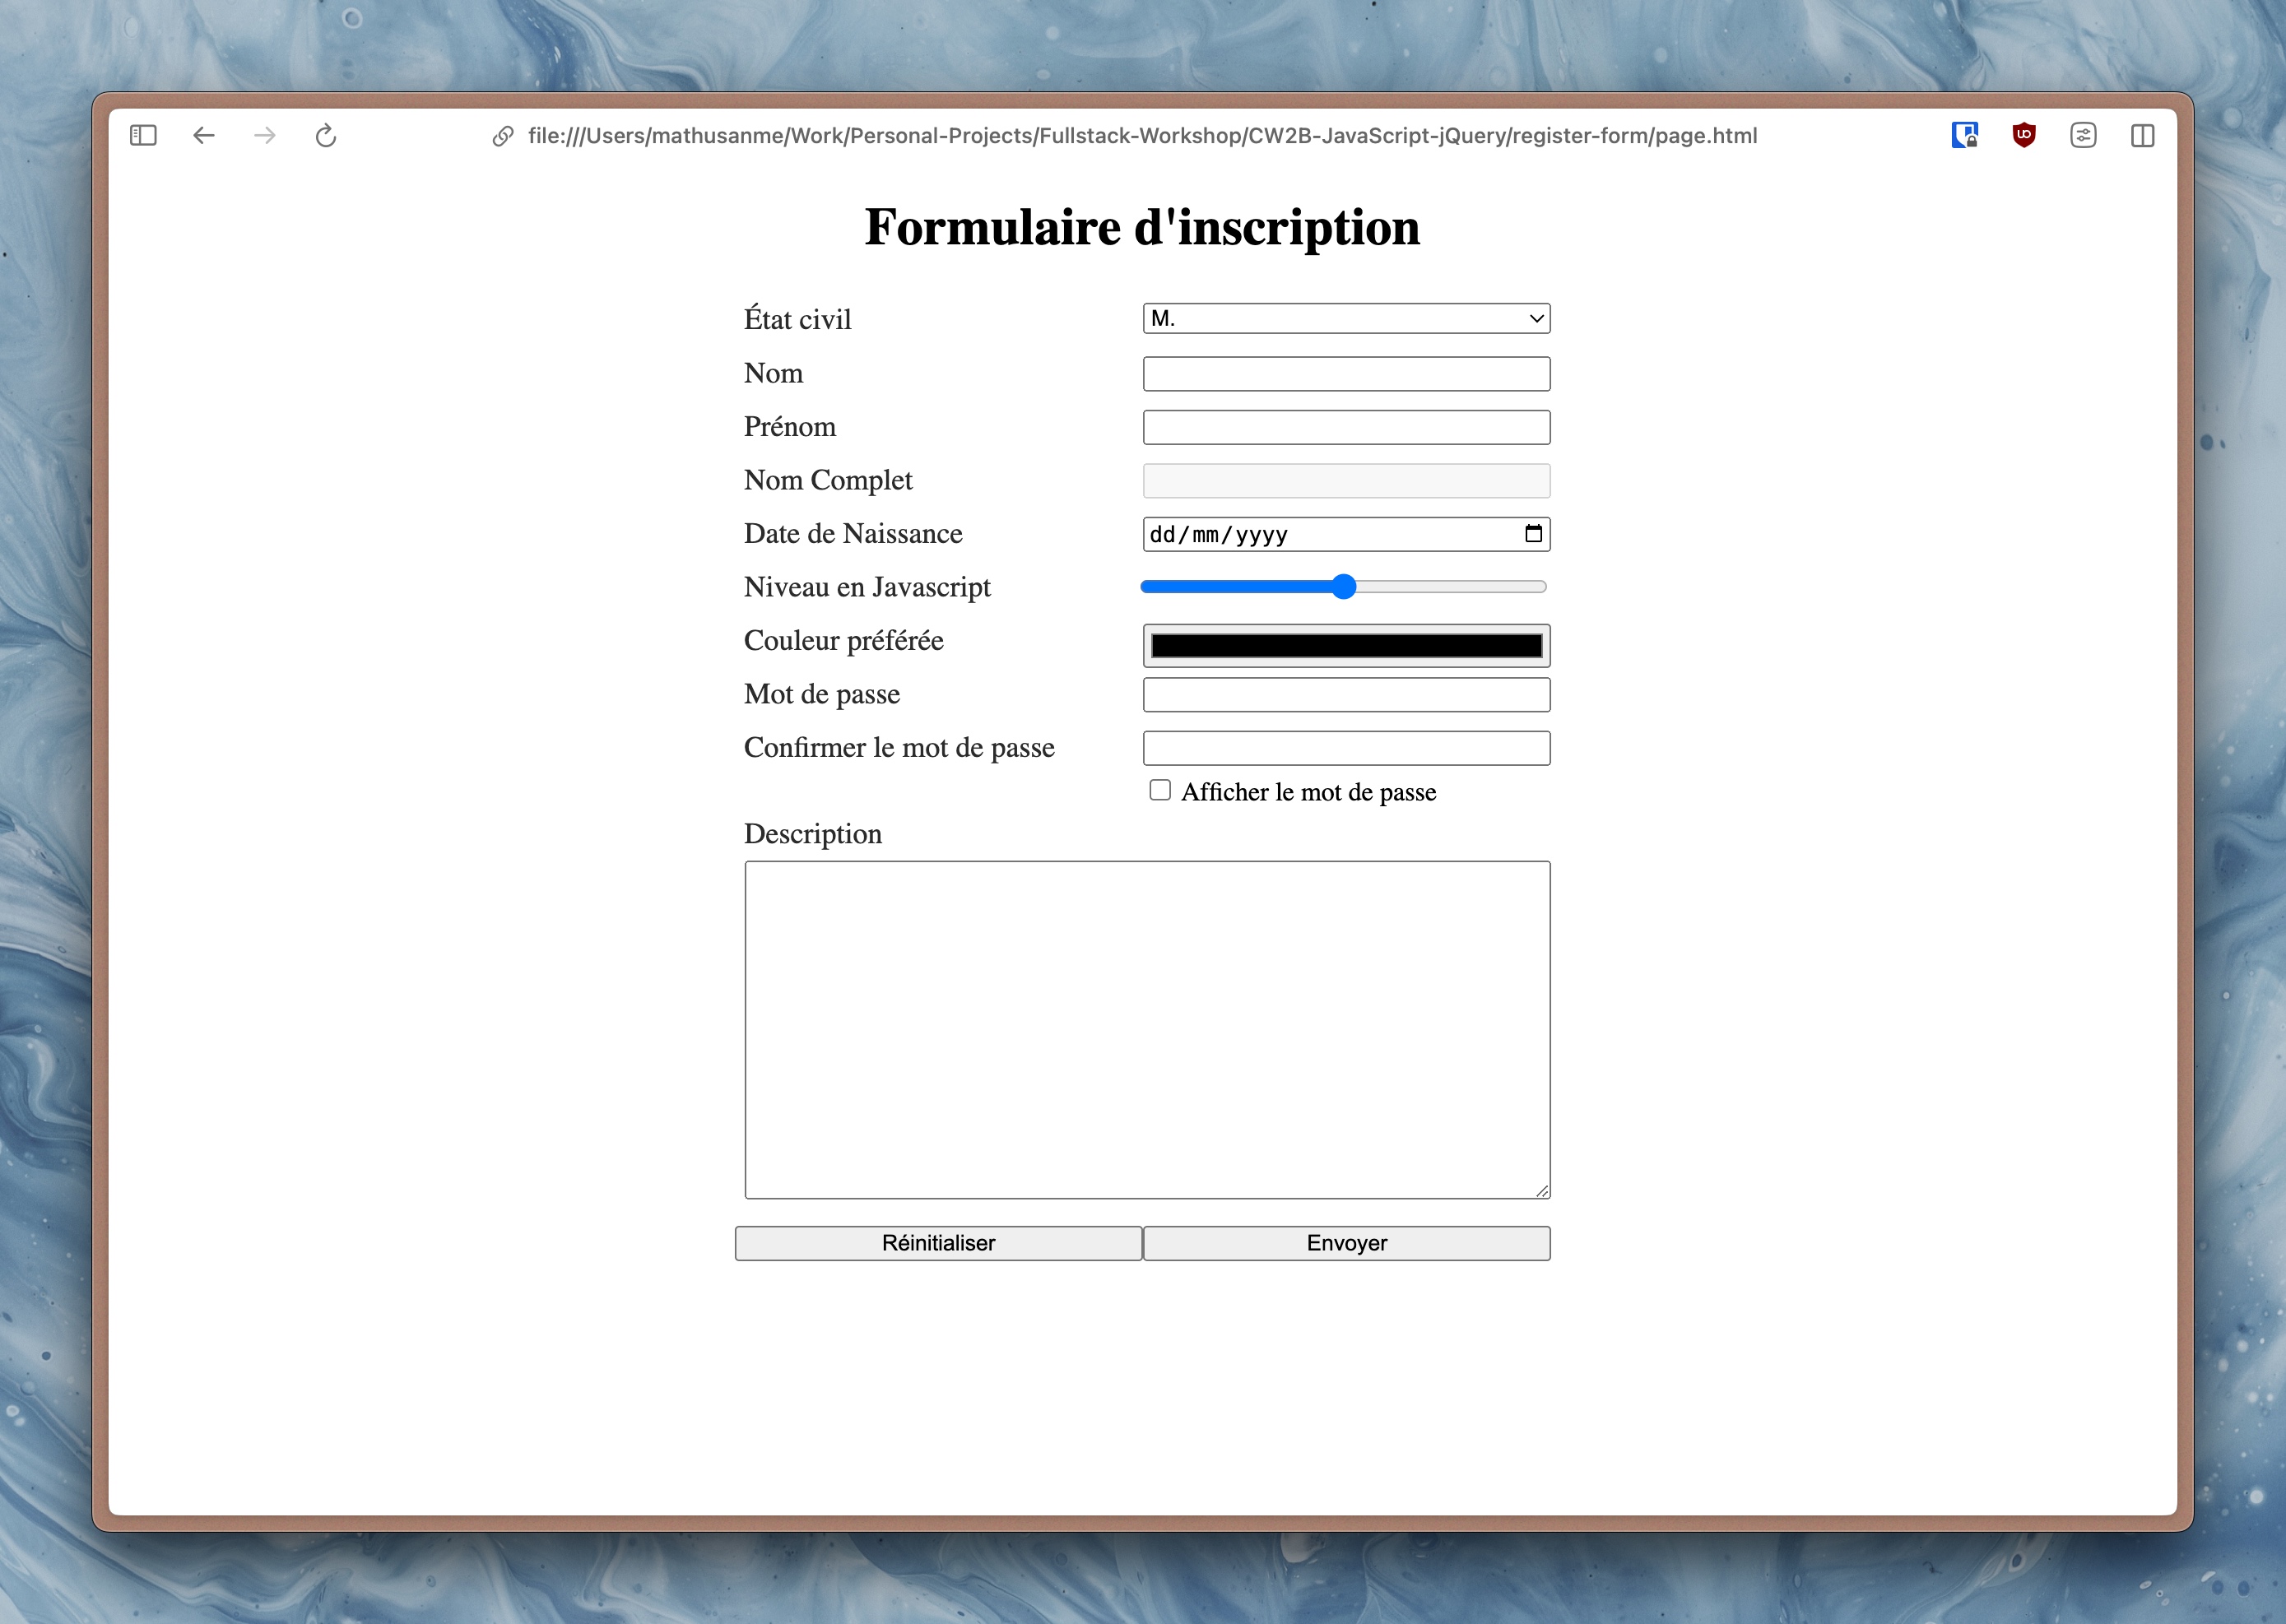 file:///Users/mathusanme/Work/Personal-Projects/Fullstack-Workshop/CW2B-JavaScript-jQuery/register-form/page.html
Formulaire d'inscription
État civil M.
Nom
Prénom
Nom Complet
Date de Naissance dd/mm/yyyy
Niveau en Javascript
Couleur préférée
Mot de passe
Confirmer le mot de passe
Afficher le mot de passe
Description
Réinitialiser Envoyer